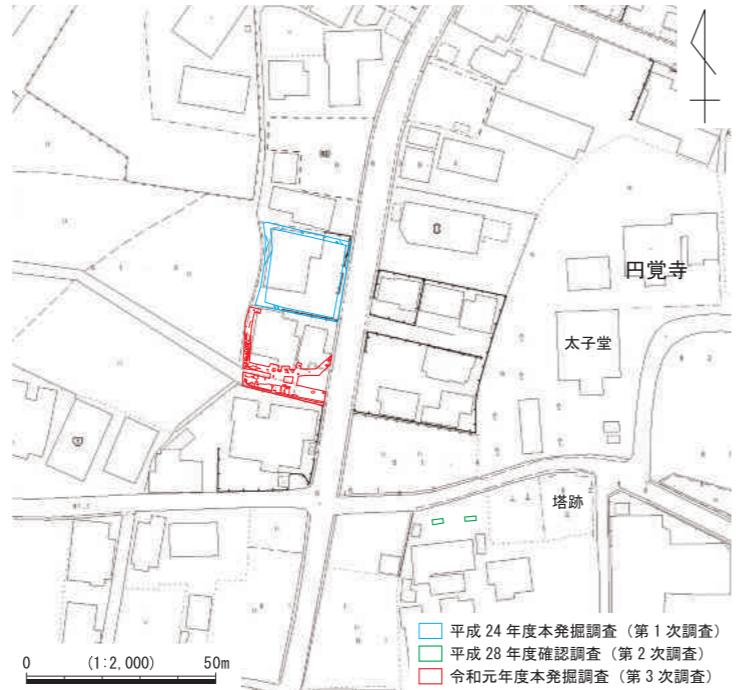 円覚寺
太子堂
塔跡
平成 24 年度本発掘調査（第 1 次調査）
平成 28 年度確認調査（第 2 次調査）
令和元年度本発掘調査（第 3 次調査）
0 (1:2,000) 50m